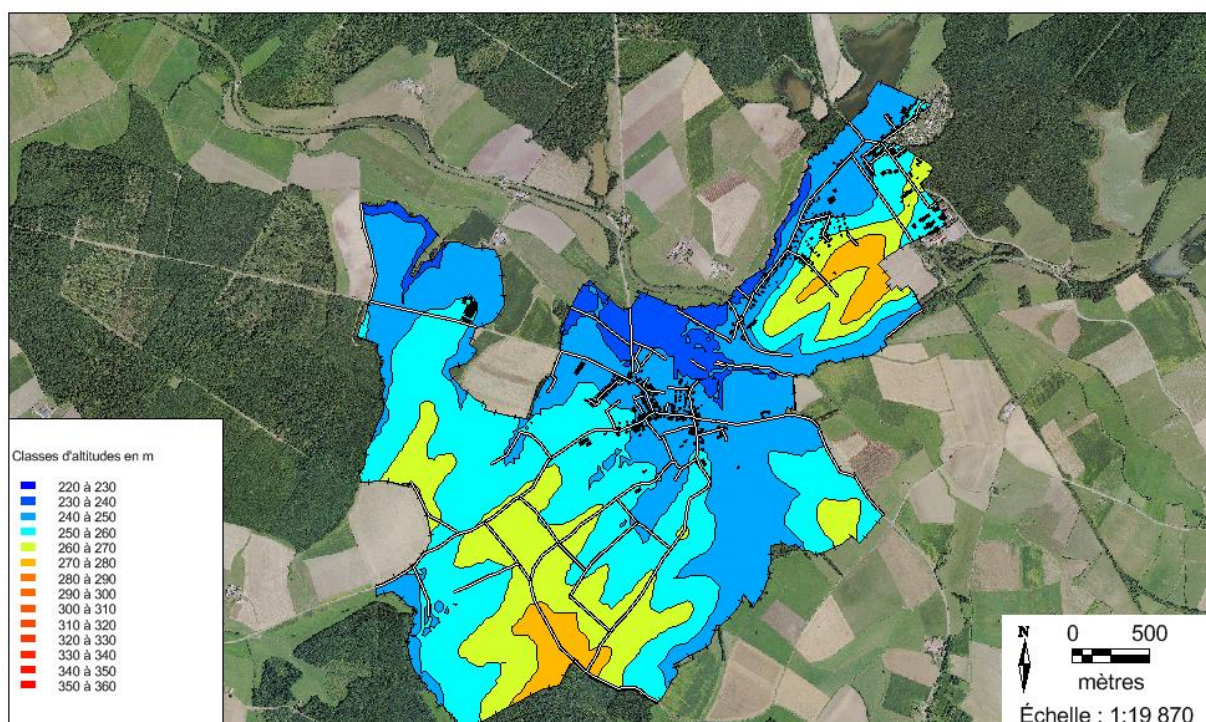 Classes d'altitudes en m
220 à 230
230 à 240
240 à 250
250 à 260
260 à 270
270 à 280
280 à 290
290 à 300
300 à 310
310 à 320
320 à 330
330 à 340
340 à 350
350 à 360
N
0 500
mètres
Échelle : 1:19 870